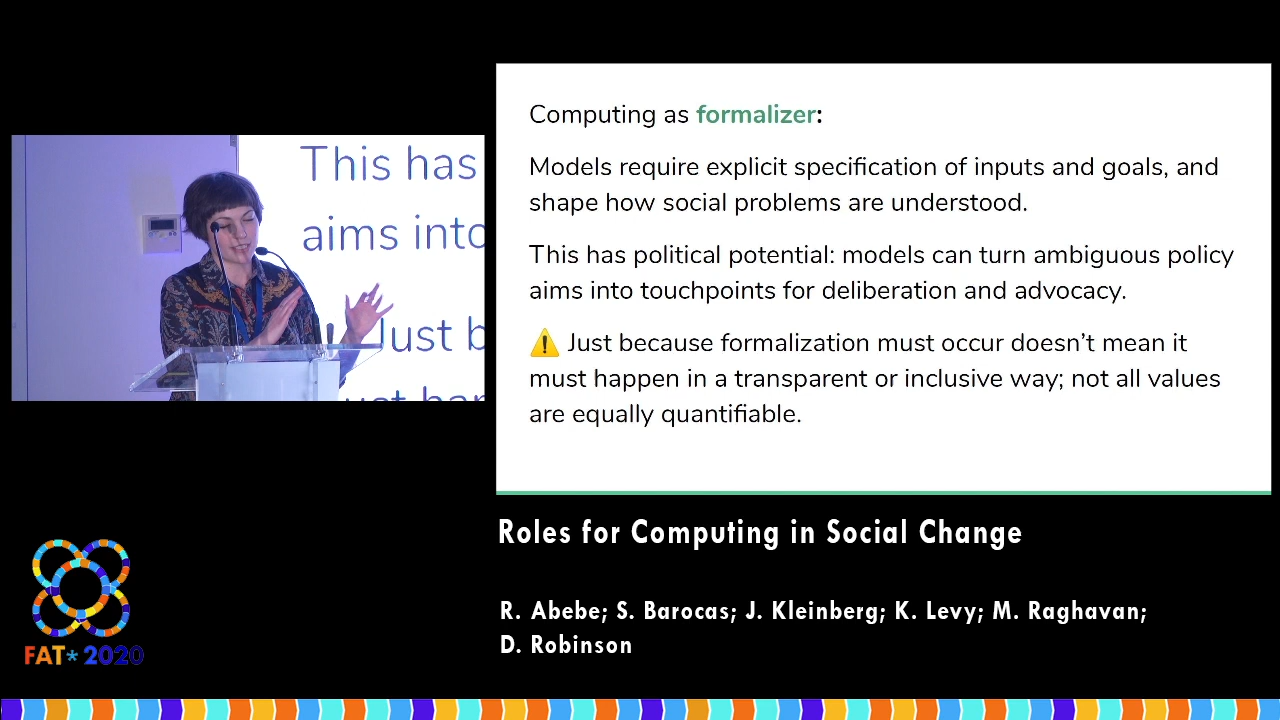 This has
aims into
Just b
Computing as formalizer:
Models require explicit specification of inputs and goals, and
shape how social problems are understood.
This has political potential: models can turn ambiguous policy
aims into touchpoints for deliberation and advocacy.
⚠️ Just because formalization must occur doesn’t mean it
must happen in a transparent or inclusive way; not all values
are equally quantifiable.
Roles for Computing in Social Change
R. Abebe; S. Barocas; J. Kleinberg; K. Levy; M. Raghavan;
D. Robinson
FAT* 2020